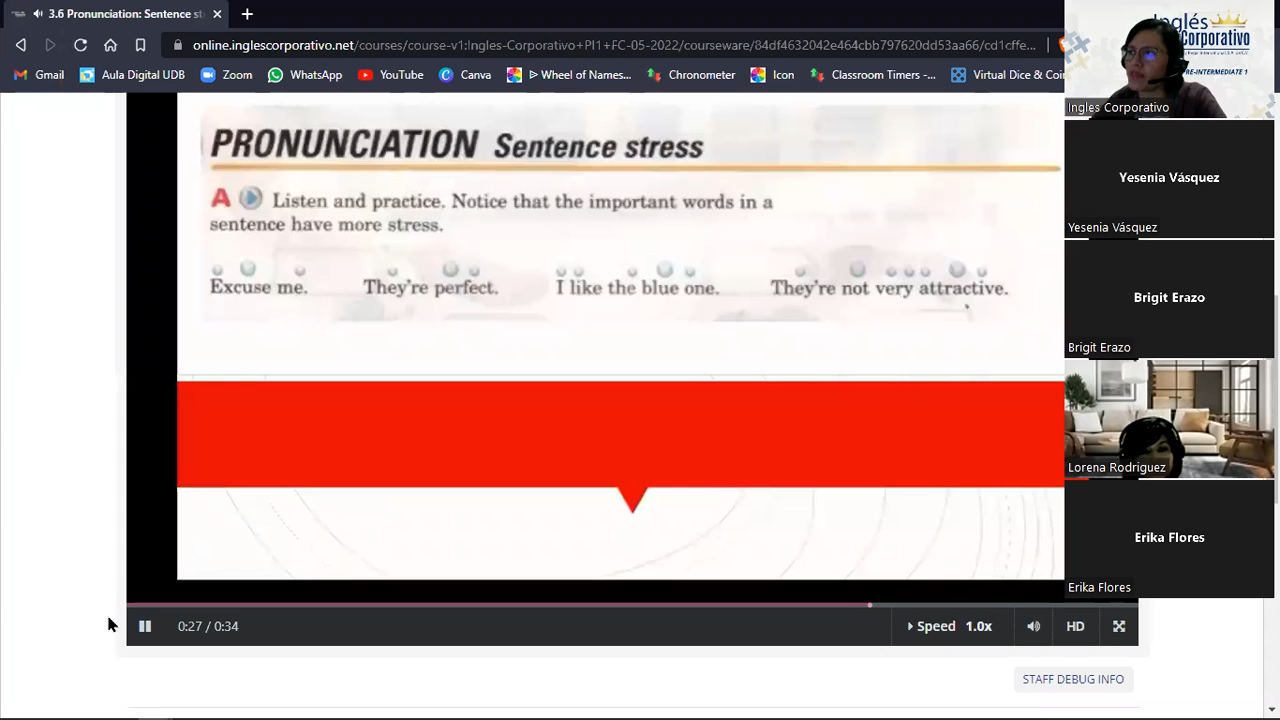 3.6 Pronunciation: Sentence st
online.inglescorporativo.net/courses/course-v1:Ingles-Corporativo+PI1+FC-05-2022/courseware/84df4632042e464cbb797620dd53aa66/cd1cffe...
Gmail Aula Digital UDB Zoom WhatsApp YouTube Canva ᐅ Wheel of Names... Chronometer Icon Classroom Timers -... Virtual Dice & Coi
PRONUNCIATION Sentence stress
A Listen and practice. Notice that the important words in a
sentence have more stress.
Excuse me. They're perfect. I like the blue one. They're not very attractive.
0:27 / 0:34 Speed 1.0x HD
STAFF DEBUG INFO
Inglés
Corporativo
PRE-INTERMEDIATE 1
Ingles Corporativo
Yesenia Vásquez
Yesenia Vásquez
Brigit Erazo
Brigit Erazo
Lorena Rodriguez
Erika Flores
Erika Flores